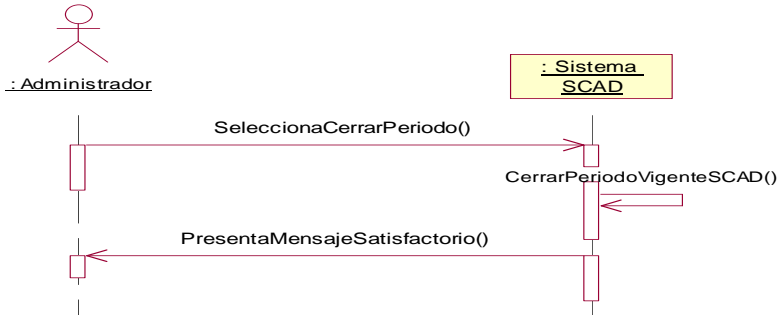 : Administrador
: Sistema
SCAD
SeleccionaCerrarPeriodo()
CerrarPeriodoVigenteSCAD()
PresentaMensajeSatisfactorio()